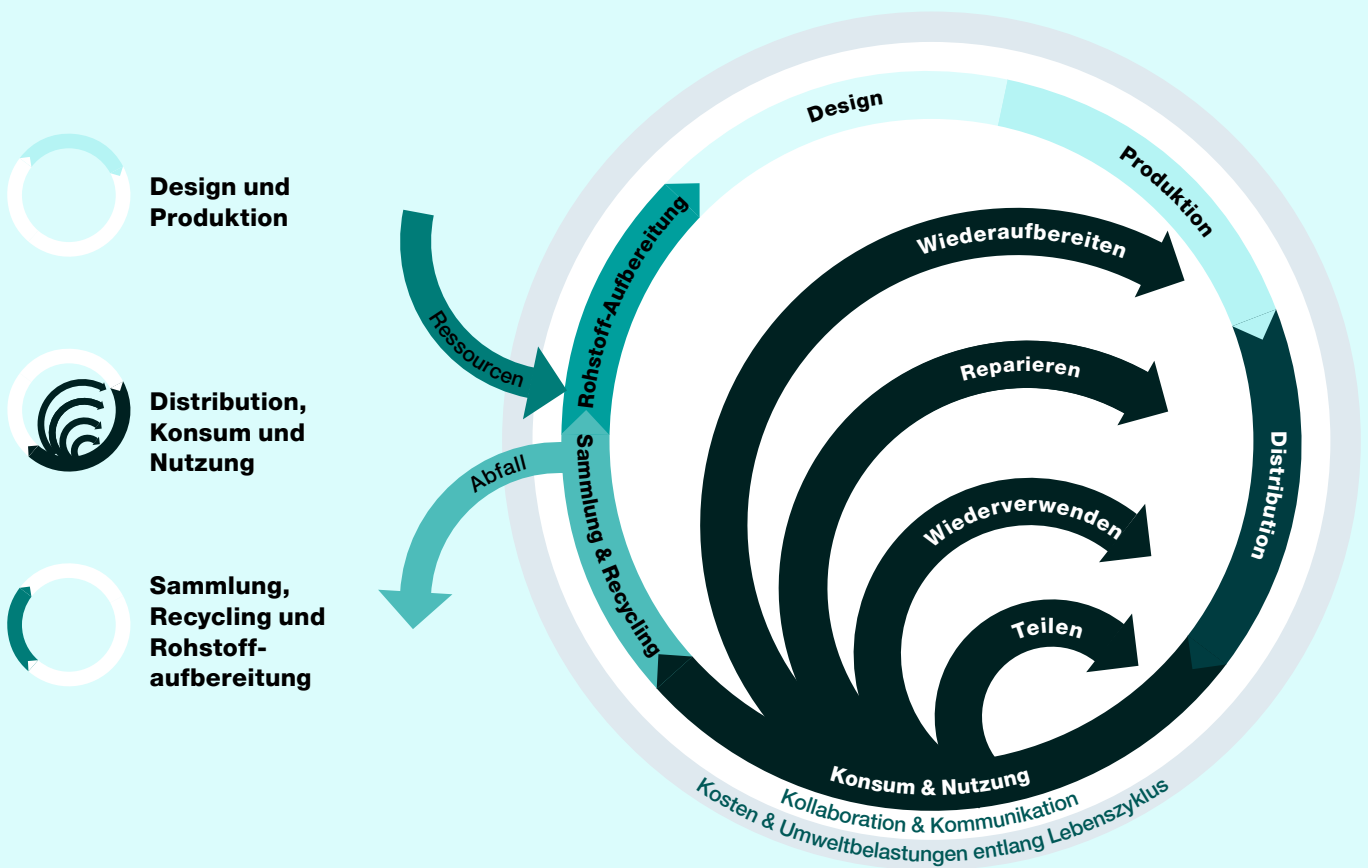 Design und
Produktion
Distribution,
Konsum und
Nutzung
Sammlung,
Recycling und
Rohstoff-
aufbereitung
Ressourcen
Abfall
Design
Produktion
Distribution
Konsum & Nutzung
Sammlung & Recycling
Rohstoff-Aufbereitung
Wiederaufbereiten
Reparieren
Wiederverwenden
Teilen
Kollaboration & Kommunikation
Kosten & Umweltbelastungen entlang Lebenszyklus